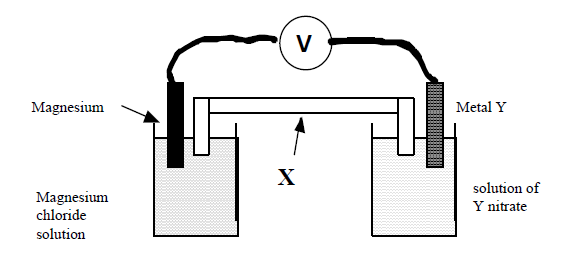 V
Magnesium
Metal Y
X
Magnesium
chloride
solution
solution of
Y nitrate